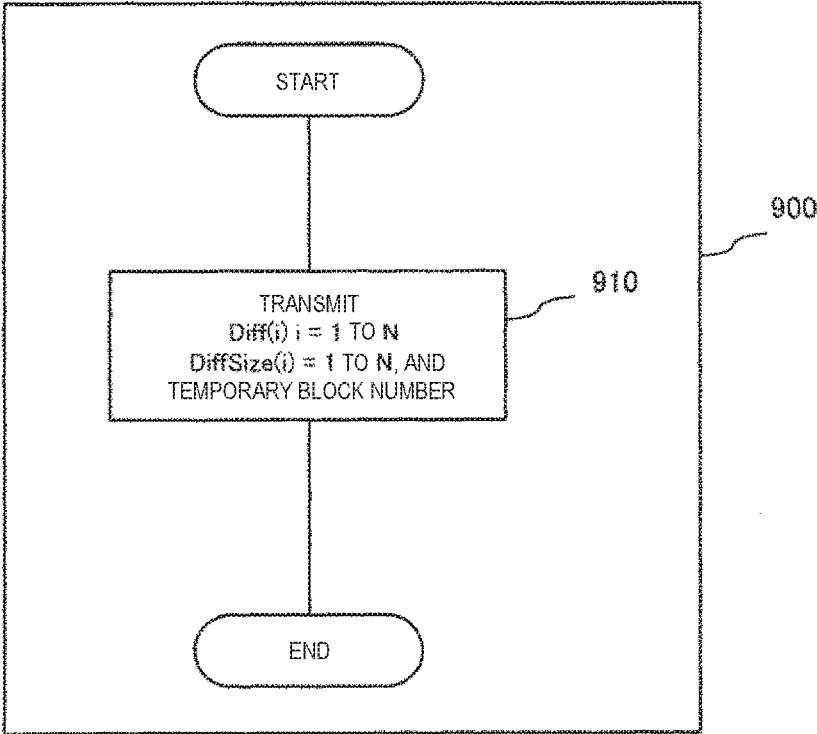 START
900
910
TRANSMIT
Diff(i) i = 1 TO N
DiffSize(i) = 1 TO N, AND
TEMPORARY BLOCK NUMBER
END